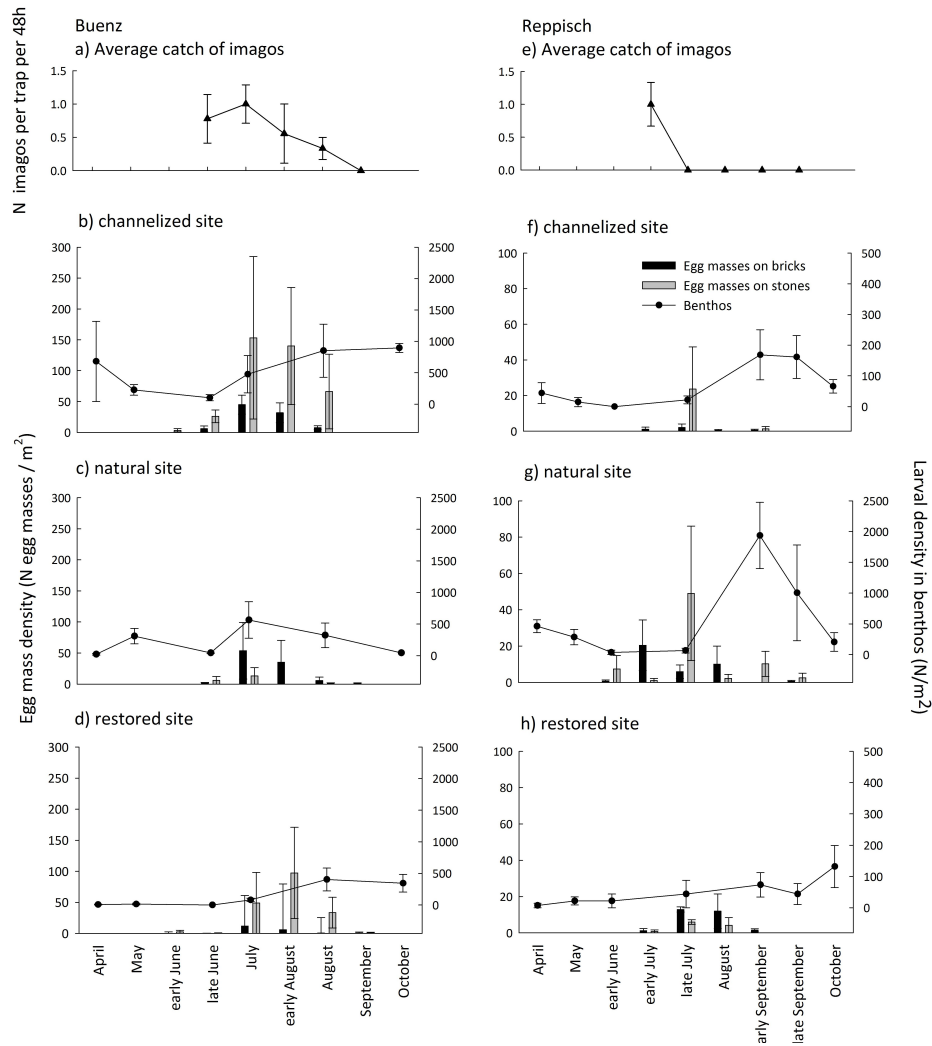 Buenz
a) Average catch of imagos
N imagos per trap per 48h
1.5
1.0
0.5
0.0
Reppisch
e) Average catch of imagos
1.5
1.0
0.5
0.0
b) channelized site
300
250
200
150
100
50
0
2500
2000
1500
1000
500
0
f) channelized site
100
80
60
40
20
0
500
400
300
200
100
0
Egg masses on bricks
Egg masses on stones
Benthos
Egg mass density (N egg masses / m²)
Larval density in benthos (N/m²)
c) natural site
300
250
200
150
100
50
0
2500
2000
1500
1000
500
0
g) natural site
100
80
60
40
20
0
2500
2000
1500
1000
500
0
d) restored site
300
250
200
150
100
50
0
2500
2000
1500
1000
500
0
April
May
early June
late June
July
early August
August
September
October
h) restored site
100
80
60
40
20
0
500
400
300
200
100
0
April
May
early June
early July
late July
August
arly September
late September
October